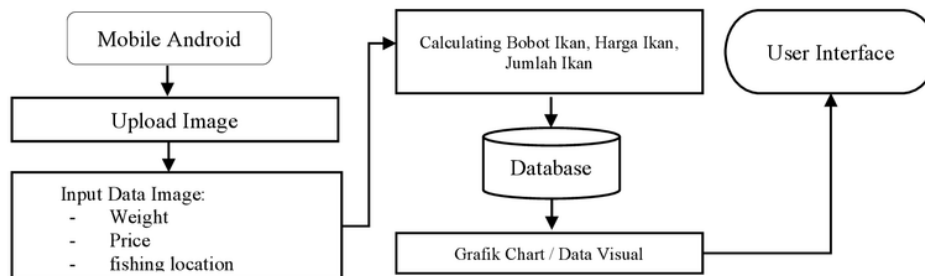 Mobile Android
Upload Image
Input Data Image:
- Weight
- Price
- fishing location
Calculating Bobot Ikan, Harga Ikan,
Jumlah Ikan
Database
Grafik Chart / Data Visual
User Interface